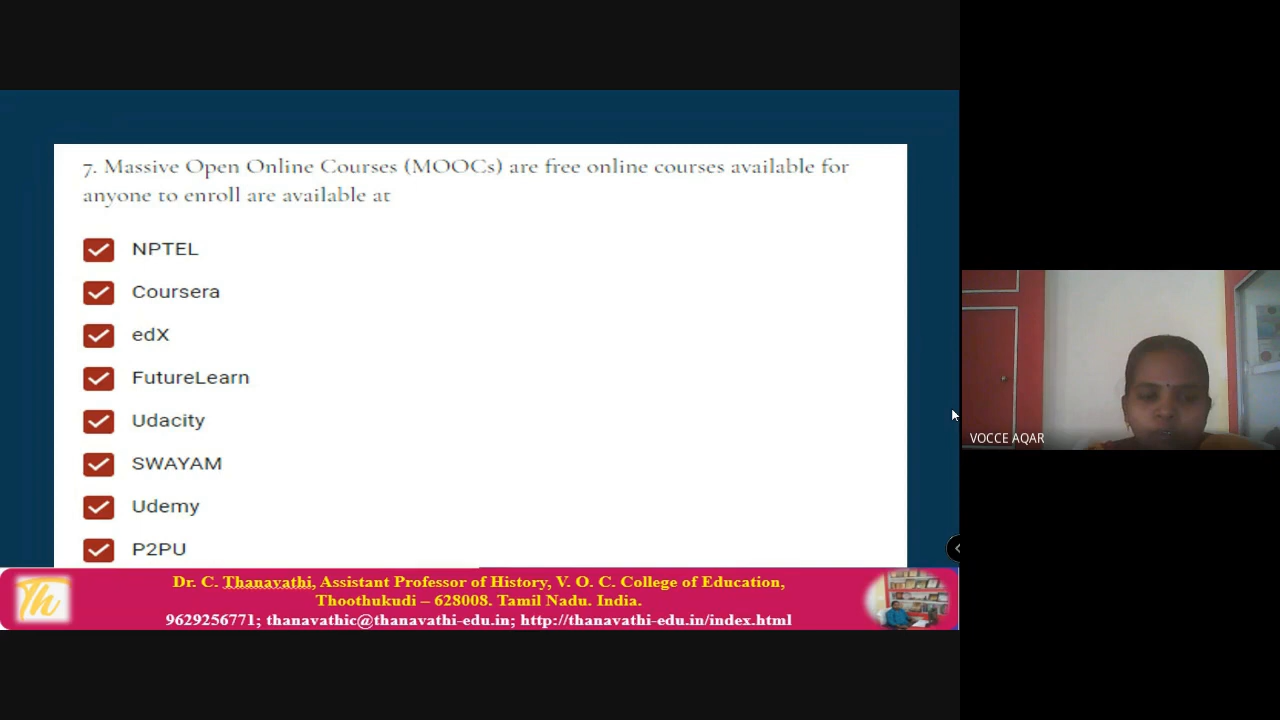 7. Massive Open Online Courses (MOOCs) are free online courses available for
anyone to enroll are available at
NPTEL
Coursera
edX
FutureLearn
Udacity
SWAYAM
Udemy
P2PU
Th
Dr. C. Thanavathi, Assistant Professor of History, V. O. C. College of Education,
Thoothukudi – 628008. Tamil Nadu. India.
9629256771; thanavathic@thanavathi-edu.in; http://thanavathi-edu.in/index.html
VOCCE AQAR